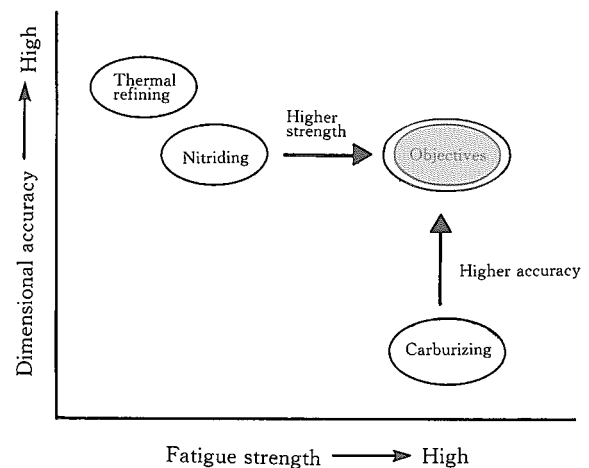 High
Dimensional accuracy
Thermal
refining
Nitriding
Higher
strength
Objectives
Higher accuracy
Carburizing
Fatigue strength
High